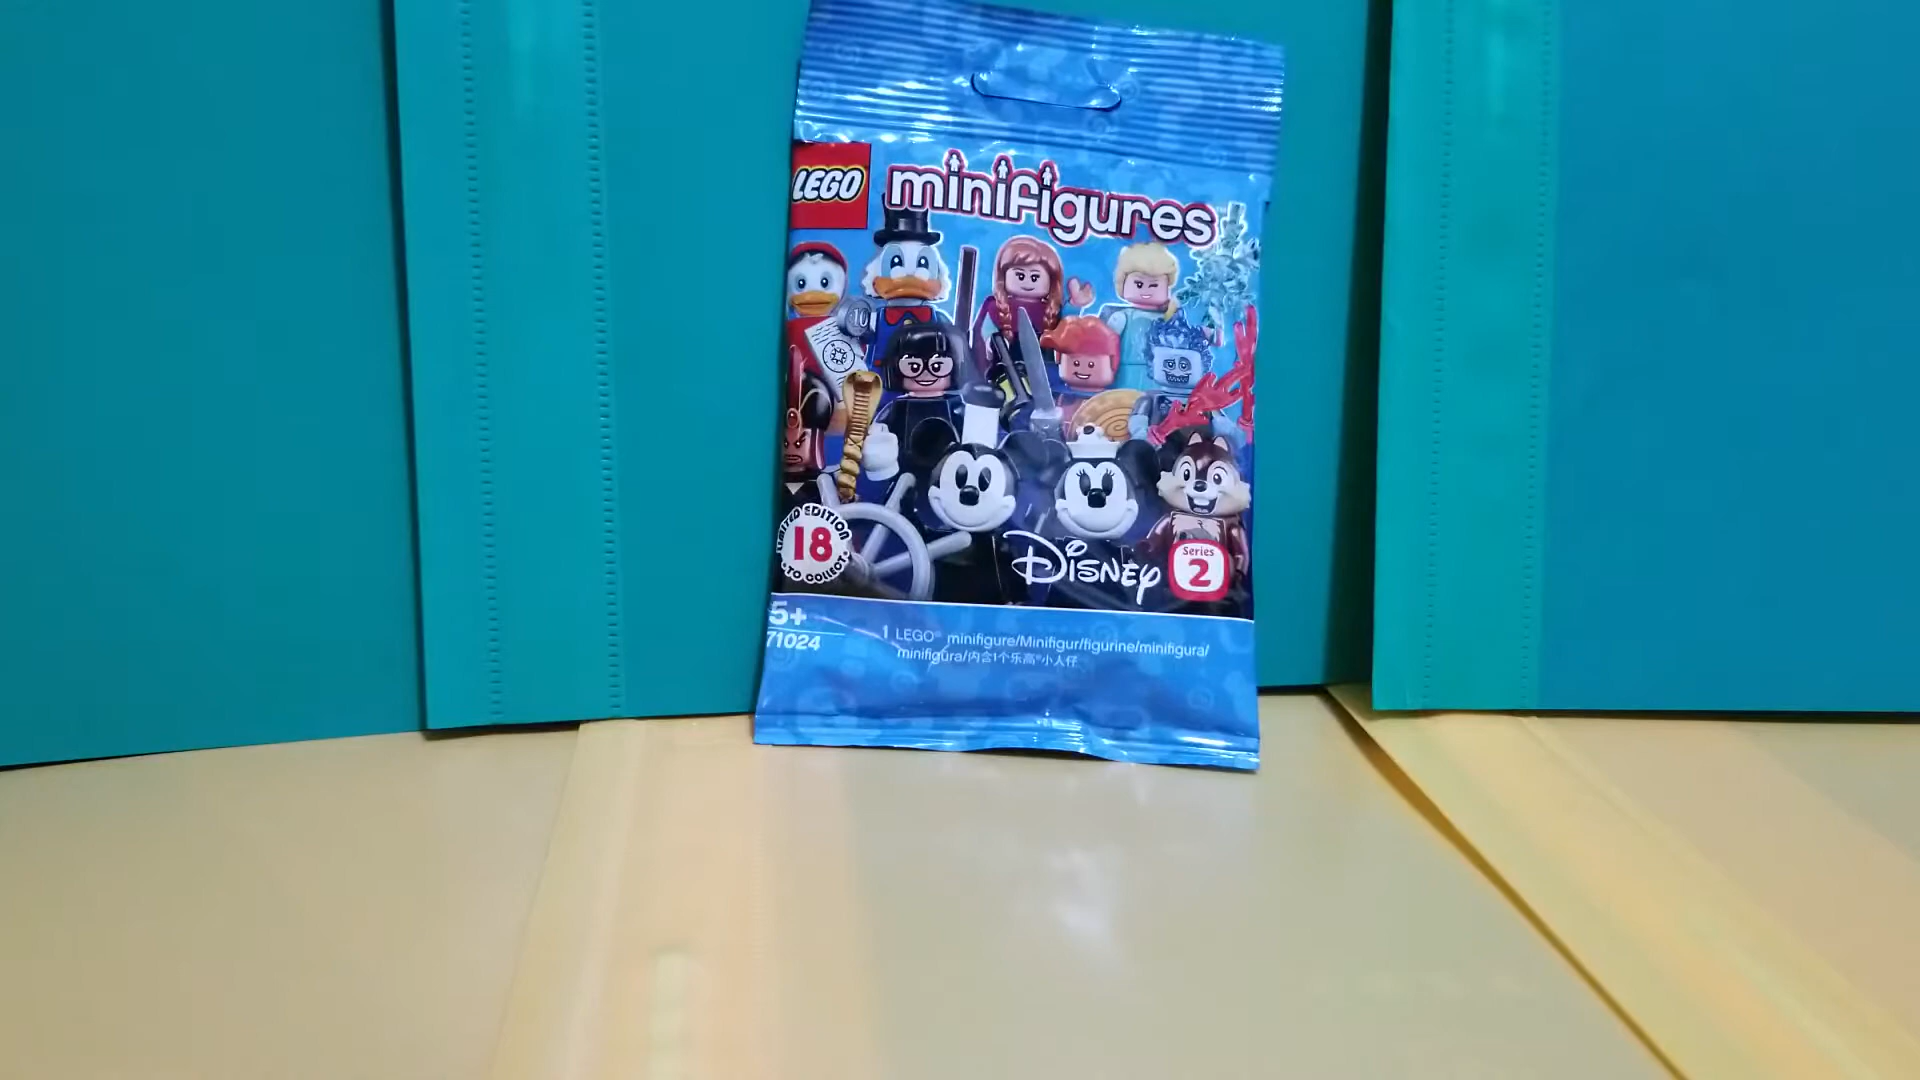 LEGO
minifigures
10
LIMITED EDITION
18
TO COLLECT
Disney
Series
2
5+
71024
1 LEGO® minifigure/Minifigur/figurine/minifigura/
minifigūra/内含1个乐高®小人仔